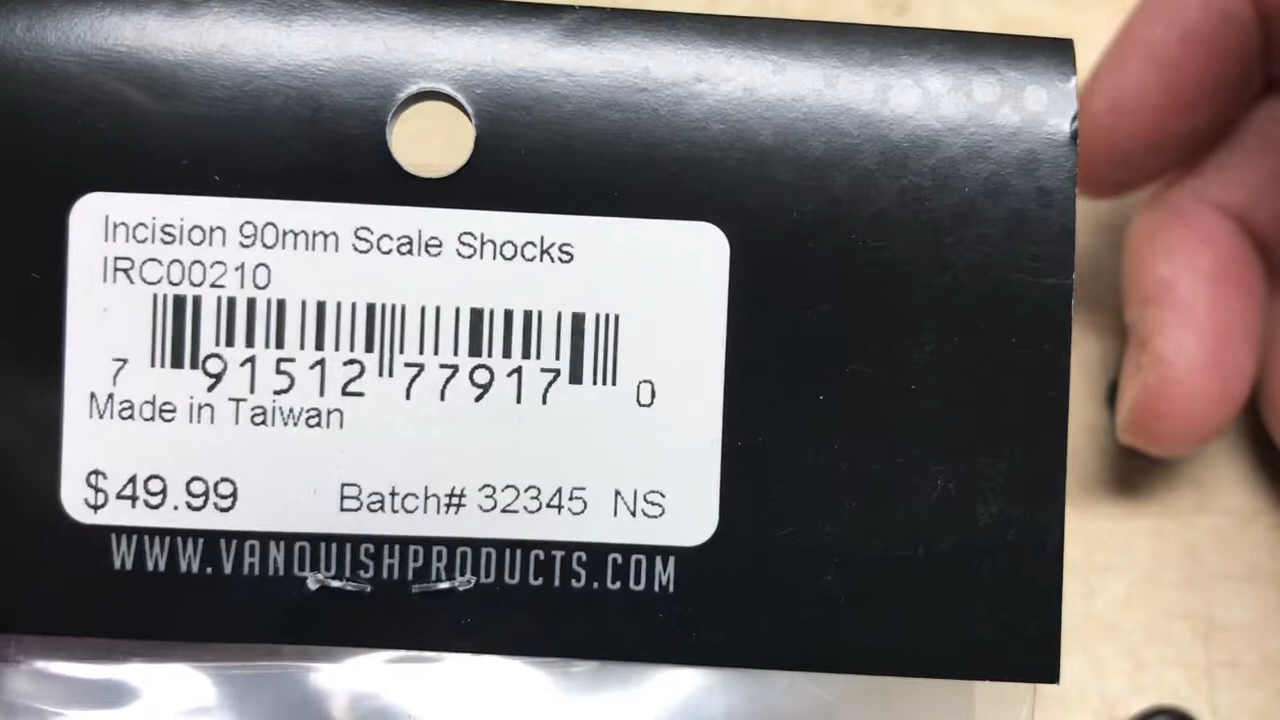 Incision 90mm Scale Shocks
IRC00210
7 91512 77917 0
Made in Taiwan
$49.99 Batch# 32345 NS
WWW.VANQUISHPRODUCTS.COM